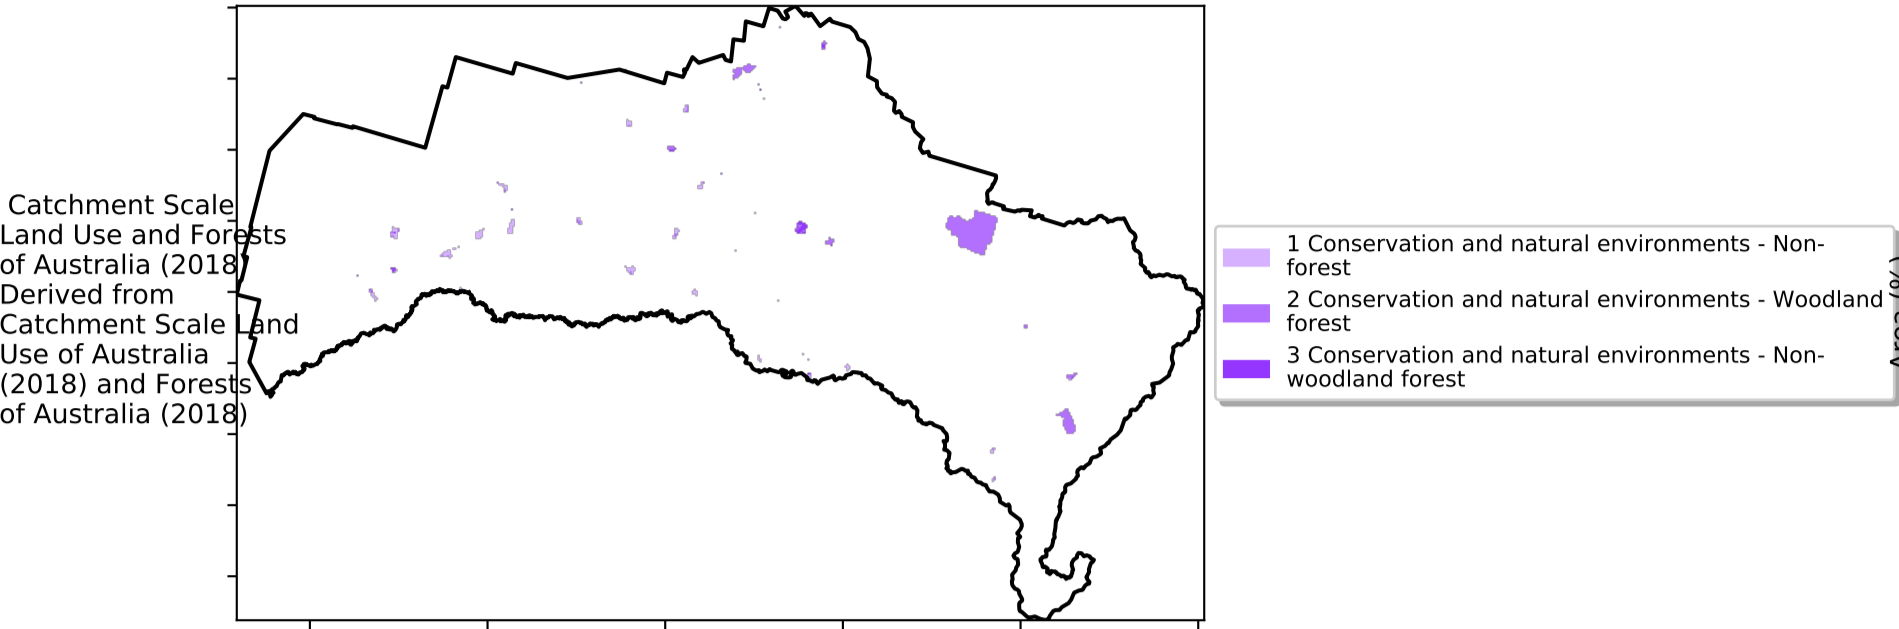 Catchment Scale
Land Use and Forests
of Australia (2018)
Derived from
Catchment Scale Land
Use of Australia
(2018) and Forests
of Australia (2018)
1 Conservation and natural environments - Non-
forest
2 Conservation and natural environments - Woodland
forest
3 Conservation and natural environments - Non-
woodland forest